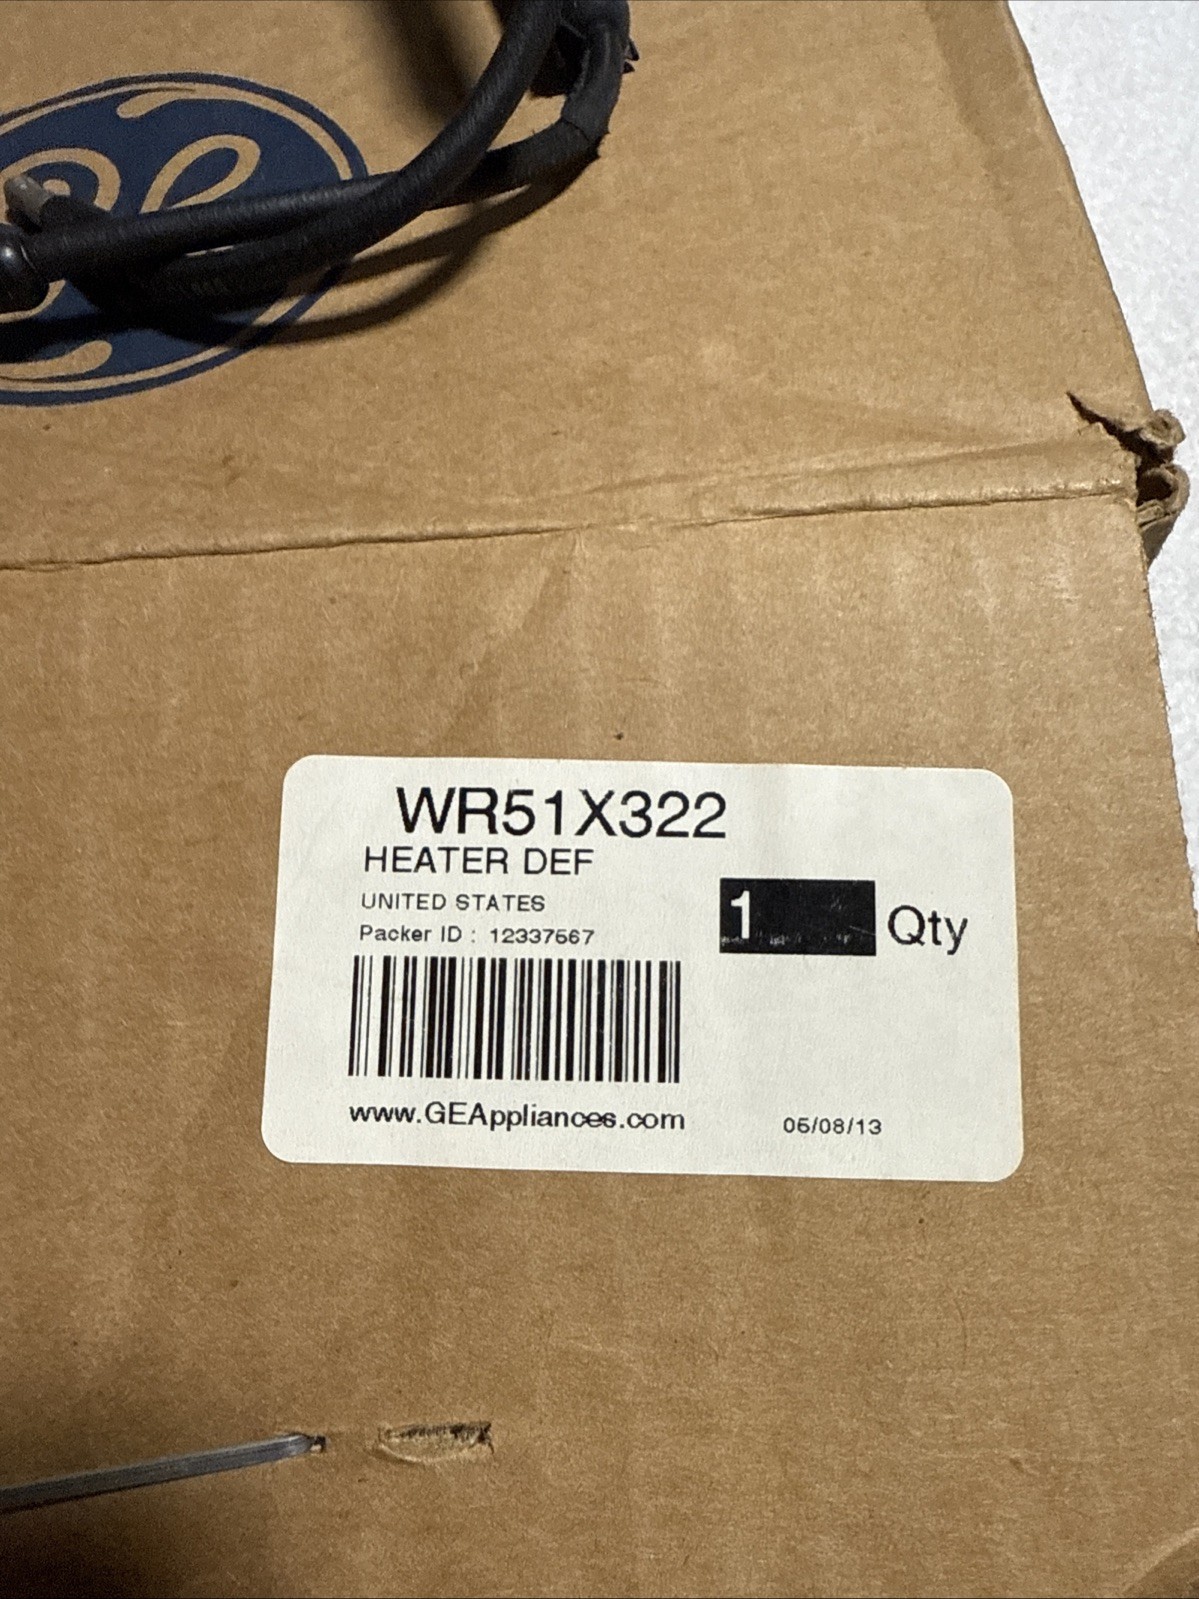 WR51X322
HEATER DEF
UNITED STATES
Packer ID : 12337567
1 Qty
www.GEAppliances.com
05/08/13